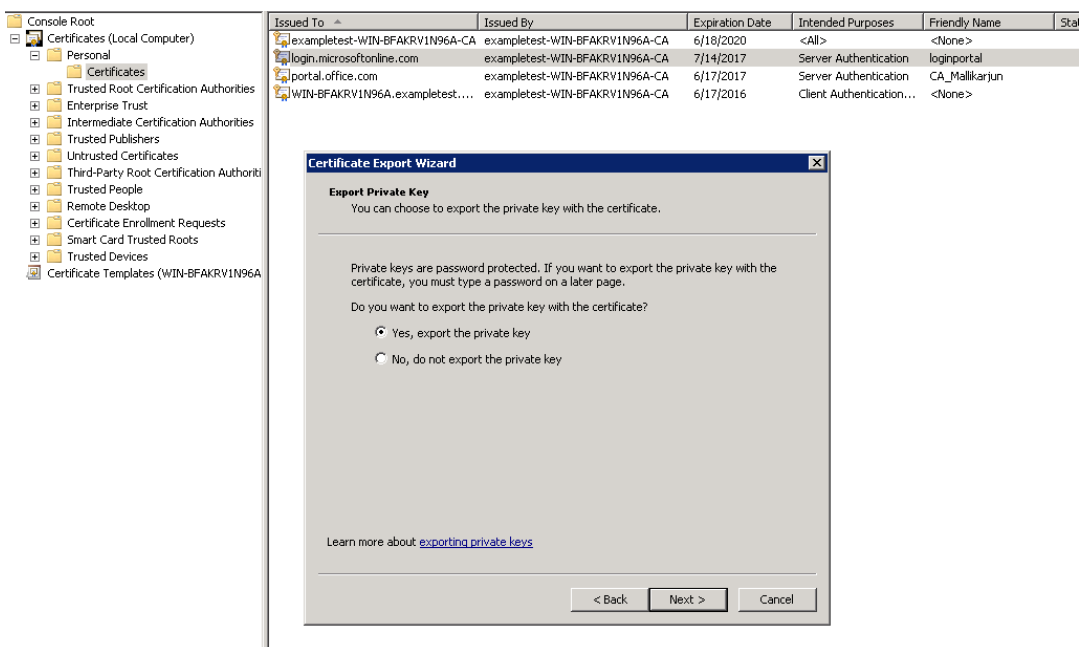 Console Root
Certificates (Local Computer)
Personal
Certificates
Trusted Root Certification Authorities
Enterprise Trust
Intermediate Certification Authorities
Trusted Publishers
Untrusted Certificates
Third-Party Root Certification Authoriti
Trusted People
Remote Desktop
Certificate Enrollment Requests
Smart Card Trusted Roots
Trusted Devices
Certificate Templates (WIN-BFAKRV1N96A
Issued To Issued By Expiration Date Intended Purposes Friendly Name Stat
exampletest-WIN-BFAKRV1N96A-CA exampletest-WIN-BFAKRV1N96A-CA 6/18/2020 <All> <None>
login.microsoftonline.com exampletest-WIN-BFAKRV1N96A-CA 7/14/2017 Server Authentication loginportal
portal.office.com exampletest-WIN-BFAKRV1N96A-CA 6/17/2017 Server Authentication CA_Mallikarjun
WIN-BFAKRV1N96A.exampletest.... exampletest-WIN-BFAKRV1N96A-CA 6/17/2016 Client Authentication... <None>
Certificate Export Wizard
Export Private Key
You can choose to export the private key with the certificate.
Private keys are password protected. If you want to export the private key with the
certificate, you must type a password on a later page.
Do you want to export the private key with the certificate?
Yes, export the private key
No, do not export the private key
Learn more about exporting private keys
< Back Next > Cancel